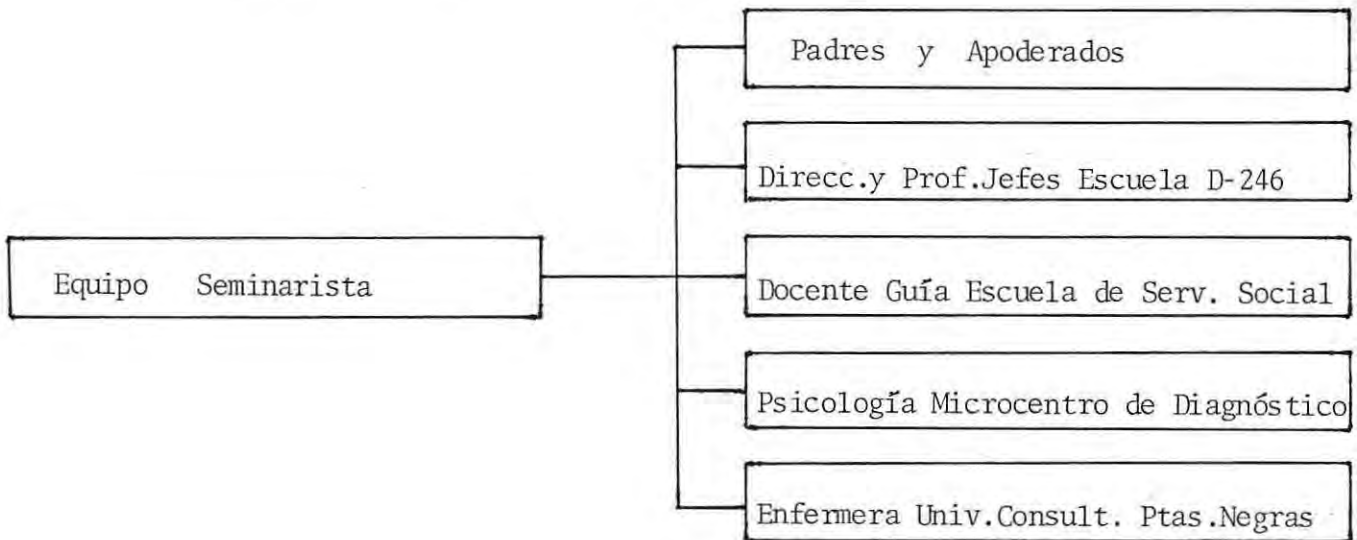 Padres y Apoderados
Direcc.y Prof.Jefes Escuela D-246
Equipo Seminarista
Docente Guía Escuela de Serv. Social
Psicología Microcentro de Diagnóstico
Enfermera Univ.Consult. Ptas.Negras